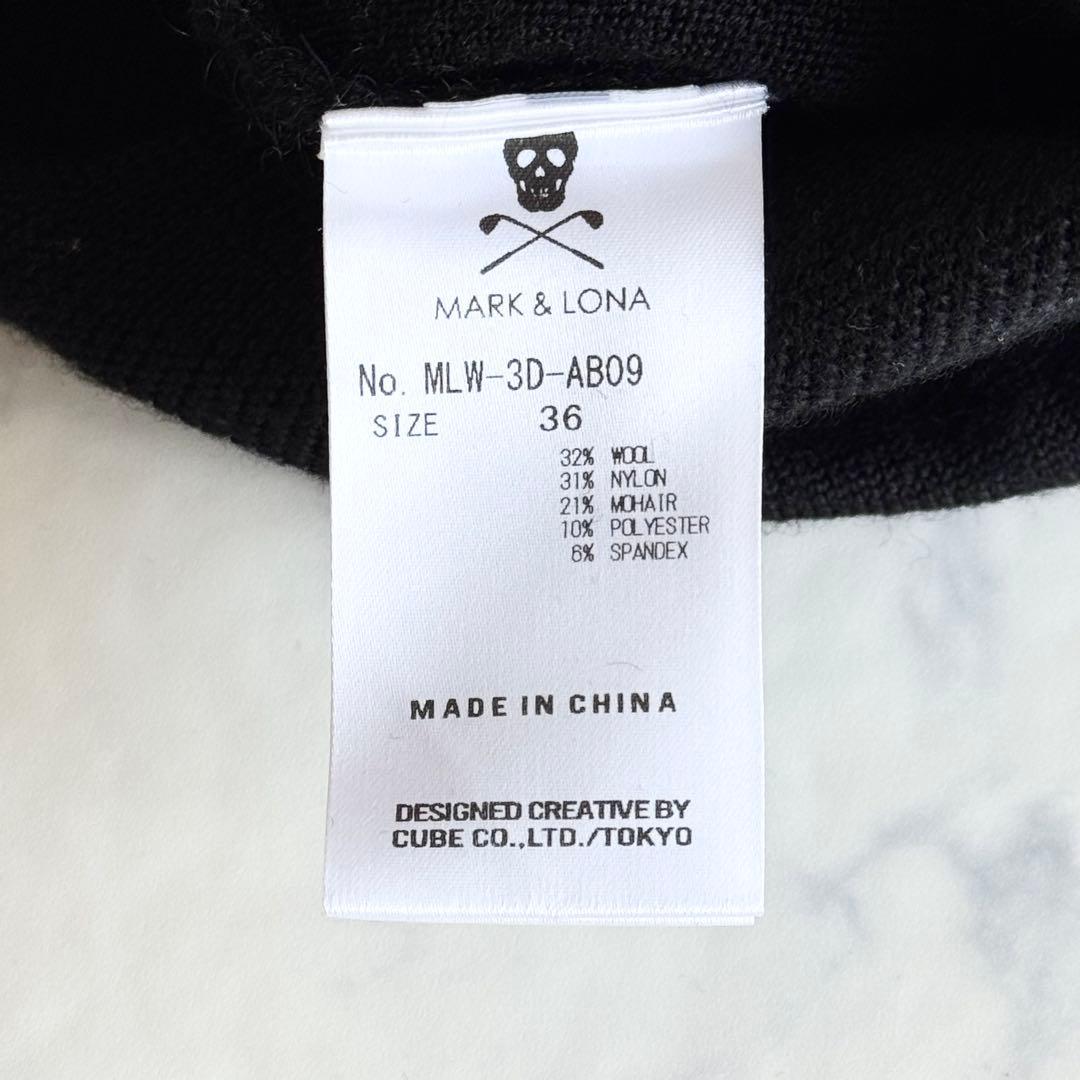 MARK & LONA
No. MLW-3D-AB09
SIZE 36
32% WOOL
31% NYLON
21% MOHAIR
10% POLYESTER
6% SPANDEX
MADE IN CHINA
DESIGNED CREATIVE BY
CUBE CO.,LTD./TOKYO